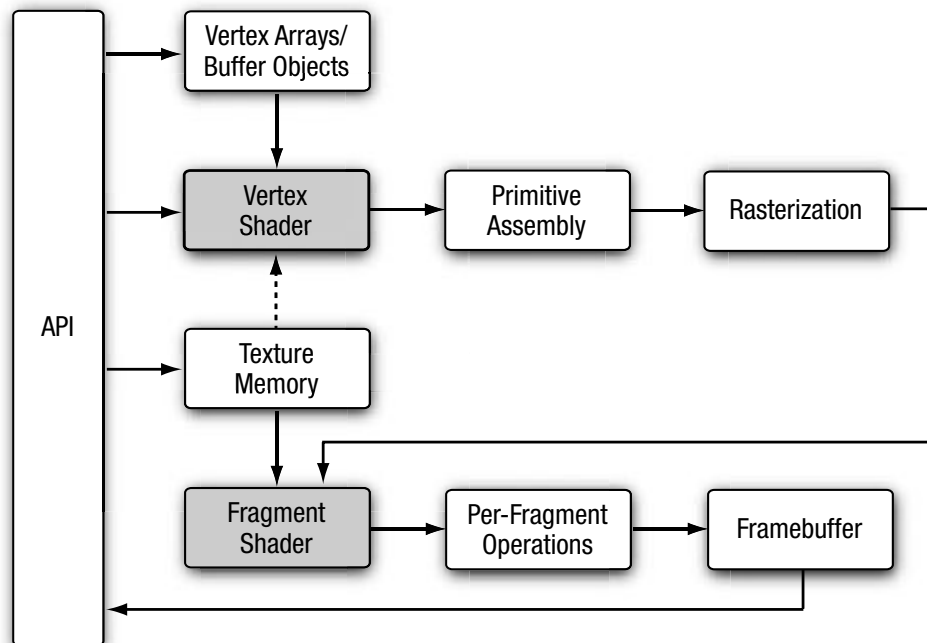 Vertex Arrays/
Buffer Objects
Vertex
Shader
Primitive
Assembly
Rasterization
API
Texture
Memory
Fragment
Shader
Per-Fragment
Operations
Framebuffer